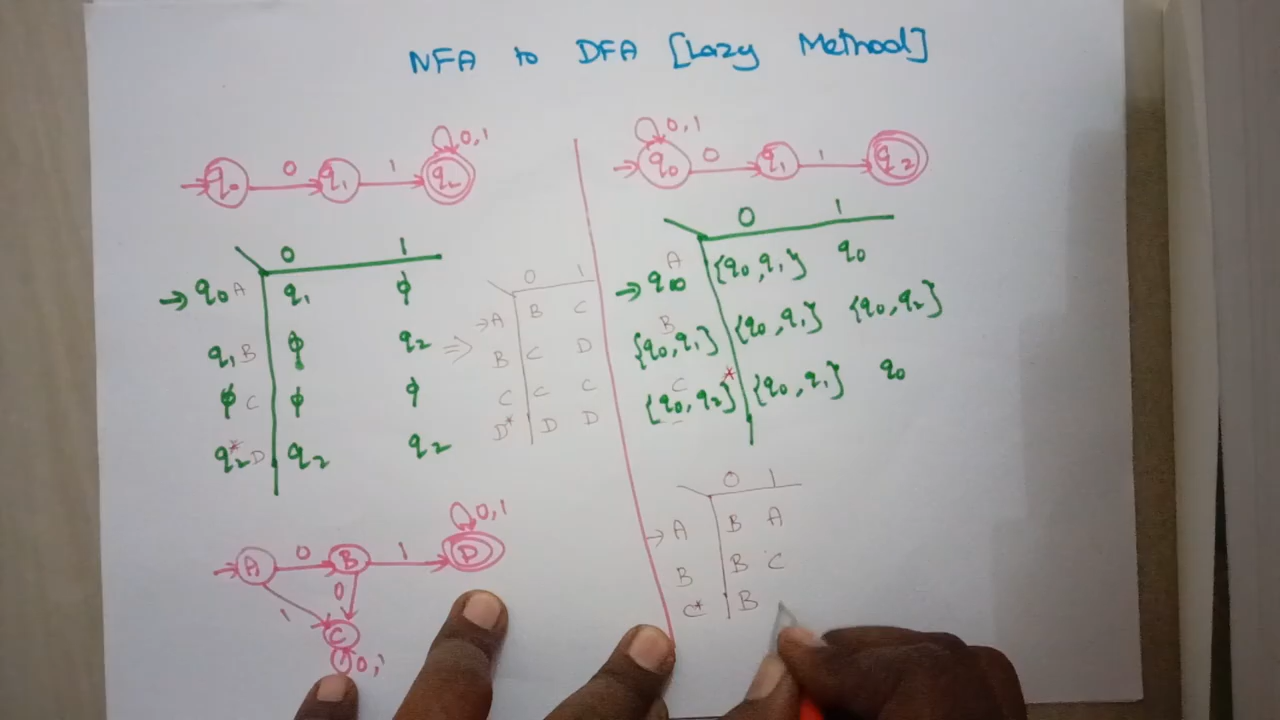 NFA to DFA [Lazy Method]
0,1
q0 0 q1 1 q2
0 1
→q0 A q1 ϕ
q1 B ϕ q2
ϕ C ϕ ϕ
q2* D q2 q2
⇒
0 1
→A B C
B C D
C C C
D* D D
0,1
A 0 B 1 D
1 0
C
0,1
0,1
q0 0 q1 1 q2
0 1
A
→q0 {q0,q1} q0
B
{q0,q1} {q0,q1} {q0,q2}
C
{q0,q2}* {q0,q1} q0
0 1
→A B A
B B C
C* B